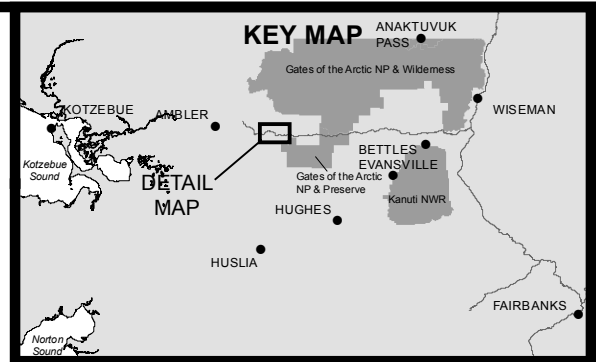 KEY MAP
ANAKTUVUK
PASS
Gates of the Arctic NP & Wilderness
WISEMAN
KOTZEBUE
AMBLER
Kotzebue
Sound
BETTLES
EVANSVILLE
DETAIL
MAP
Gates of the Arctic
NP & Preserve
Kanuti NWR
HUGHES
HUSLIA
FAIRBANKS
Norton
Sound